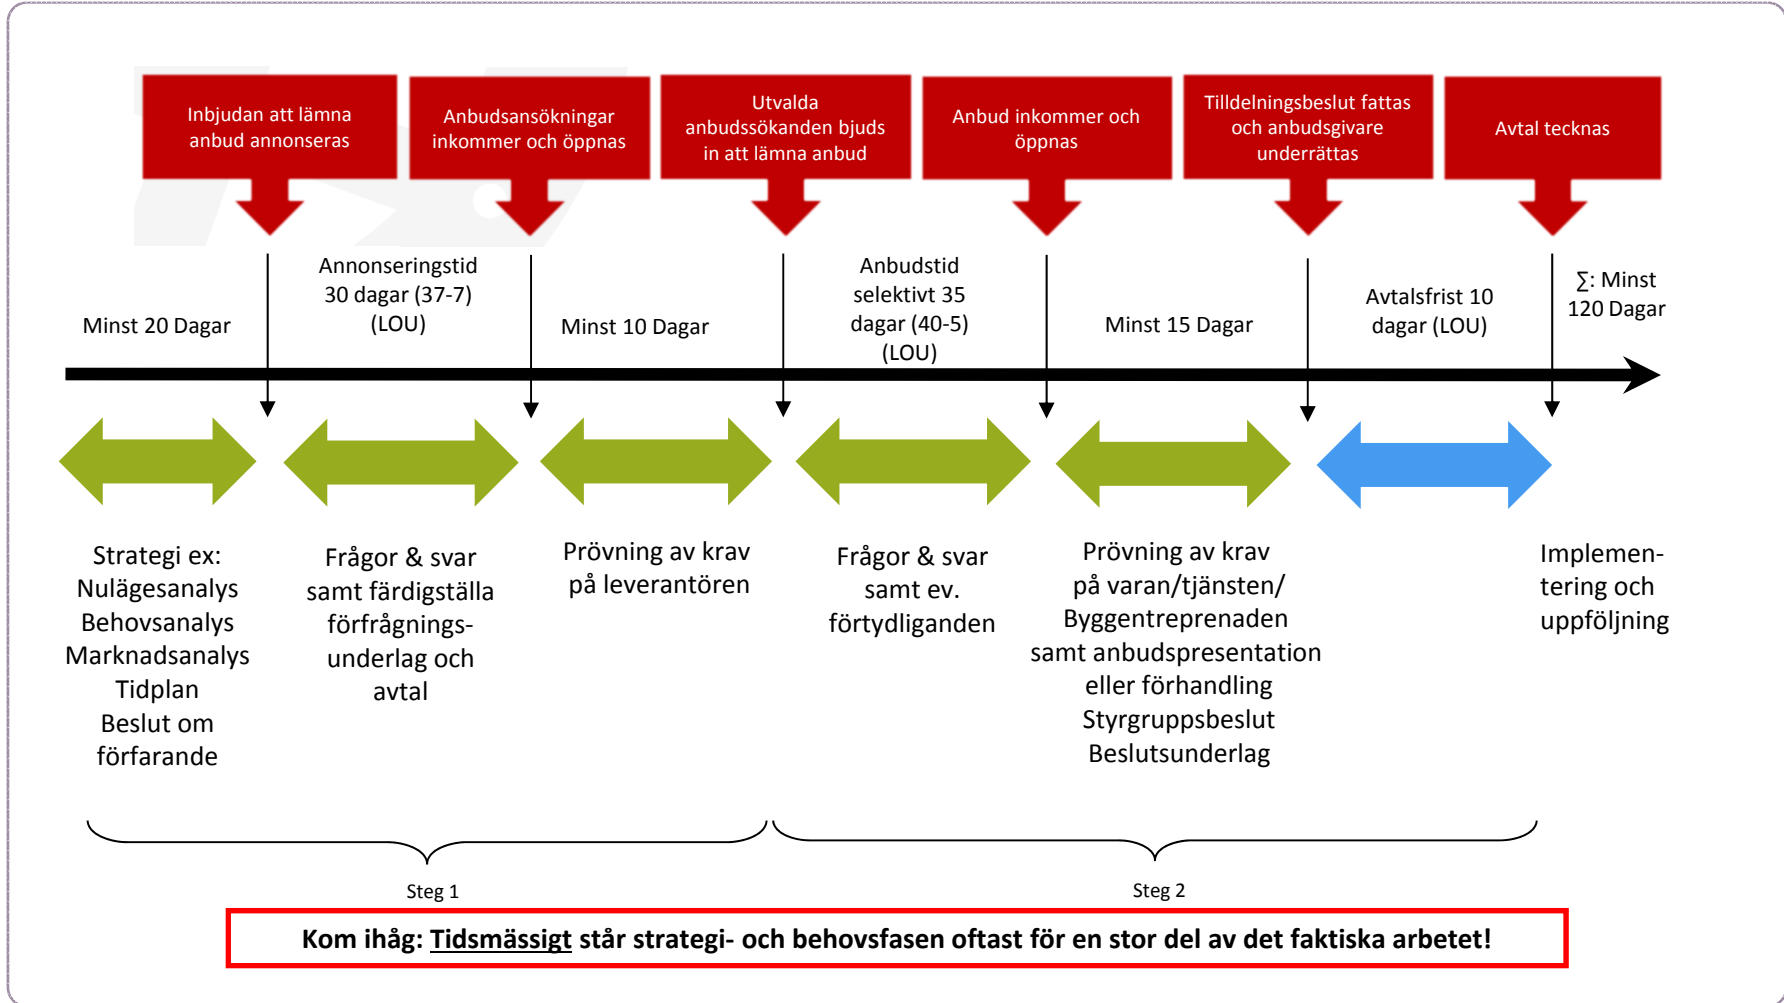 Inbjudan att lämna
anbud annonseras
Anbudsansökningar
inkommer och öppnas
Utvalda
anbudssökanden bjuds
in att lämna anbud
Anbud inkommer och
öppnas
Tilldelningsbeslut fattas
och anbudsgivare
underrättas
Avtal tecknas
Minst 20 Dagar
Annonseringstid
30 dagar (37-7)
(LOU)
Minst 10 Dagar
Anbudstid
selektivt 35
dagar (40-5)
(LOU)
Minst 15 Dagar
Avtalsfrist 10
dagar (LOU)
∑: Minst
120 Dagar
Strategi ex:
Nulägesanalys
Behovsanalys
Marknadsanalys
Tidplan
Beslut om
förfarande
Frågor & svar
samt färdigställa
förfrågnings-
underlag och
avtal
Prövning av krav
på leverantören
Frågor & svar
samt ev.
förtydliganden
Prövning av krav
på varan/tjänsten/
Byggentreprenaden
samt anbudspresentation
eller förhandling
Styrgruppsbeslut
Beslutsunderlag
Implemen-
tering och
uppföljning
Steg 1
Steg 2
Kom ihåg: Tidsmässigt står strategi- och behovsfasen oftast för en stor del av det faktiska arbetet!